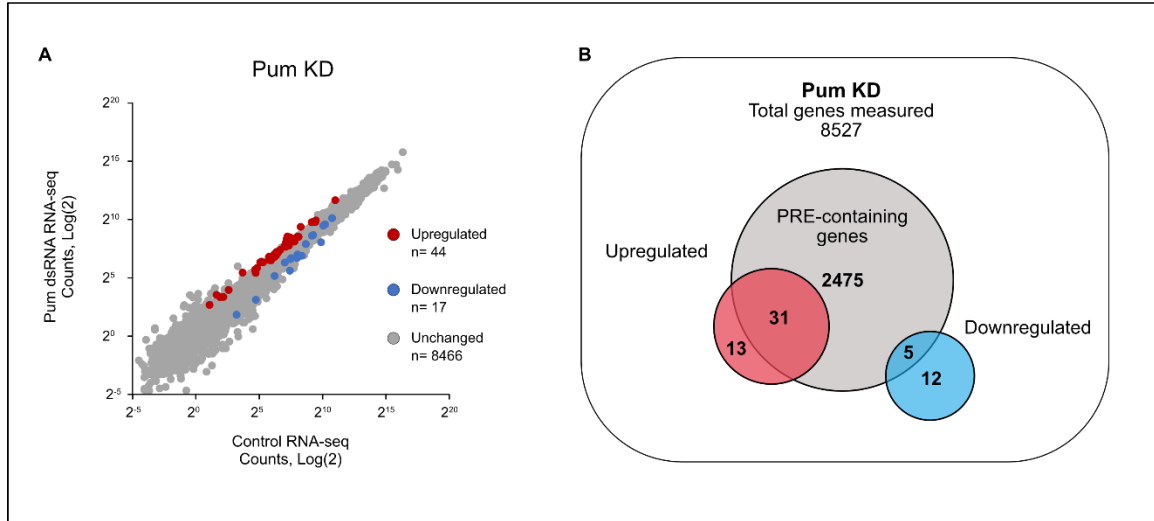 A
Pum KD
2^20
2^15
2^10
2^5
2^0
2^-5
2^-5
2^0
2^5
2^10
2^15
2^20
Pum dsRNA RNA-seq
Counts, Log(2)
Control RNA-seq
Counts, Log(2)
Upregulated
n= 44
Downregulated
n= 17
Unchanged
n= 8466
B
Pum KD
Total genes measured
8527
PRE-containing
genes
2475
Upregulated
31
13
Downregulated
5
12